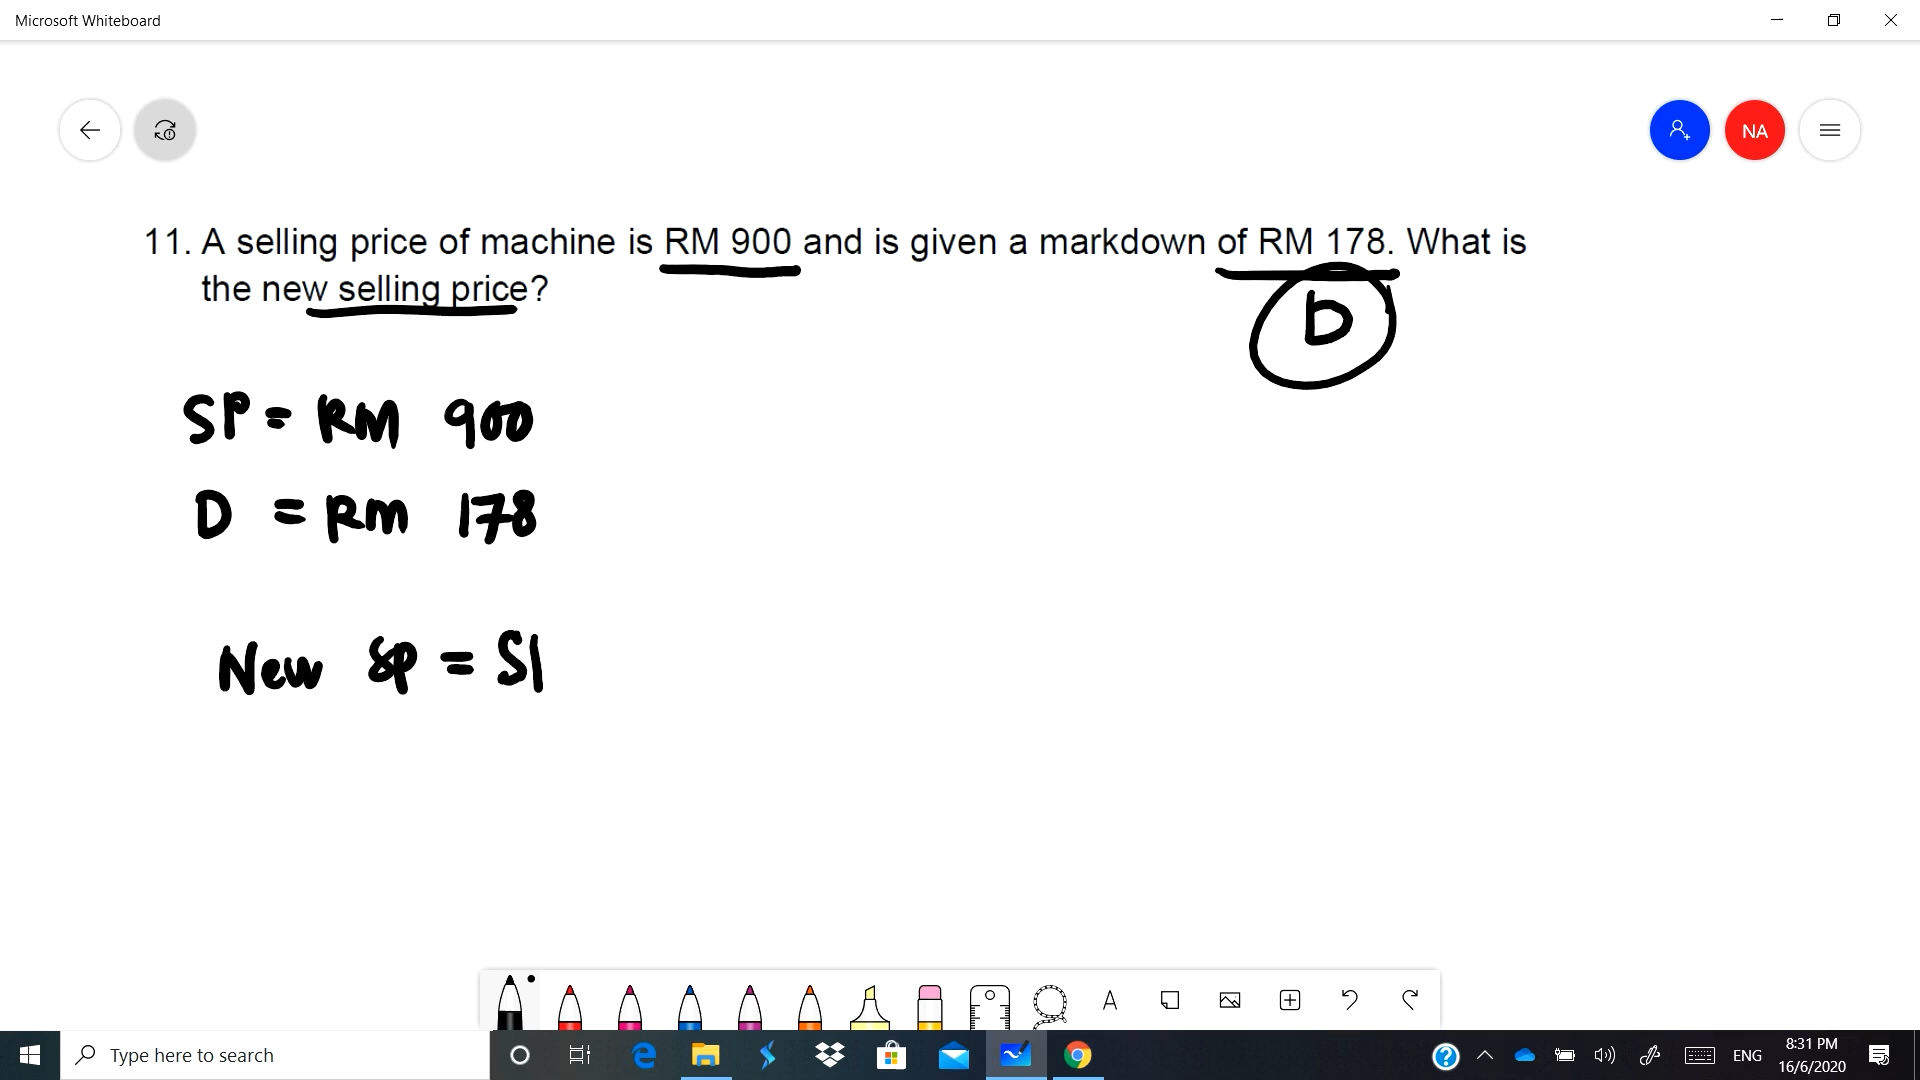 Microsoft Whiteboard
NA
11. A selling price of machine is RM 900 and is given a markdown of RM 178. What is
the new selling price?
D
SP = RM 900
D = RM 178
New SP = S
A
Type here to search
ENG
8:31 PM
16/6/2020